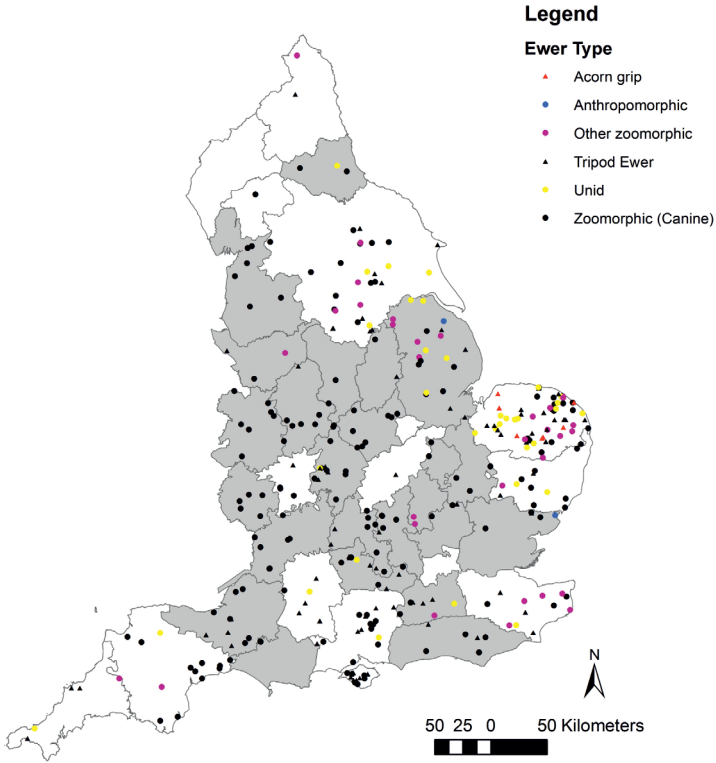 Legend
Ewer Type
Acorn grip
Anthropomorphic
Other zoomorphic
Tripod Ewer
Unid
Zoomorphic (Canine)
N
50 25 0 50 Kilometers